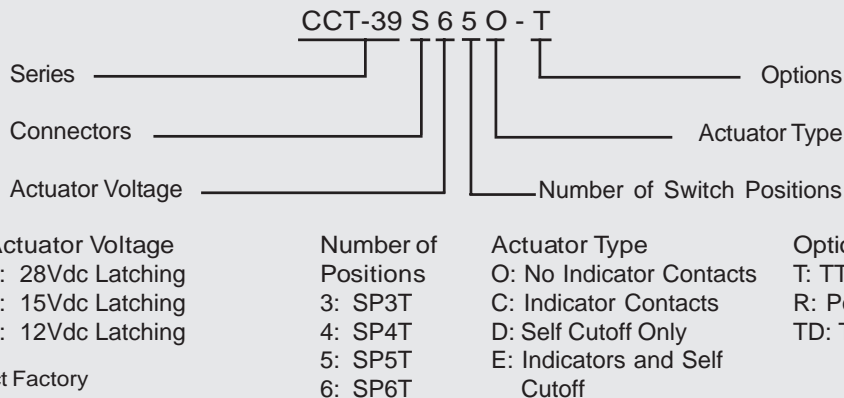 CCT-39 S 6 5 O - T
Series
Options
Connectors
Actuator Type
Actuator Voltage
Number of Switch Positions
Actuator Voltage
: 28Vdc Latching
: 15Vdc Latching
: 12Vdc Latching
Factory
Number of
Positions
3: SP3T
4: SP4T
5: SP5T
6: SP6T
Actuator Type
O: No Indicator Contacts
C: Indicator Contacts
D: Self Cutoff Only
E: Indicators and Self
Cutoff
T:
R:
TD: